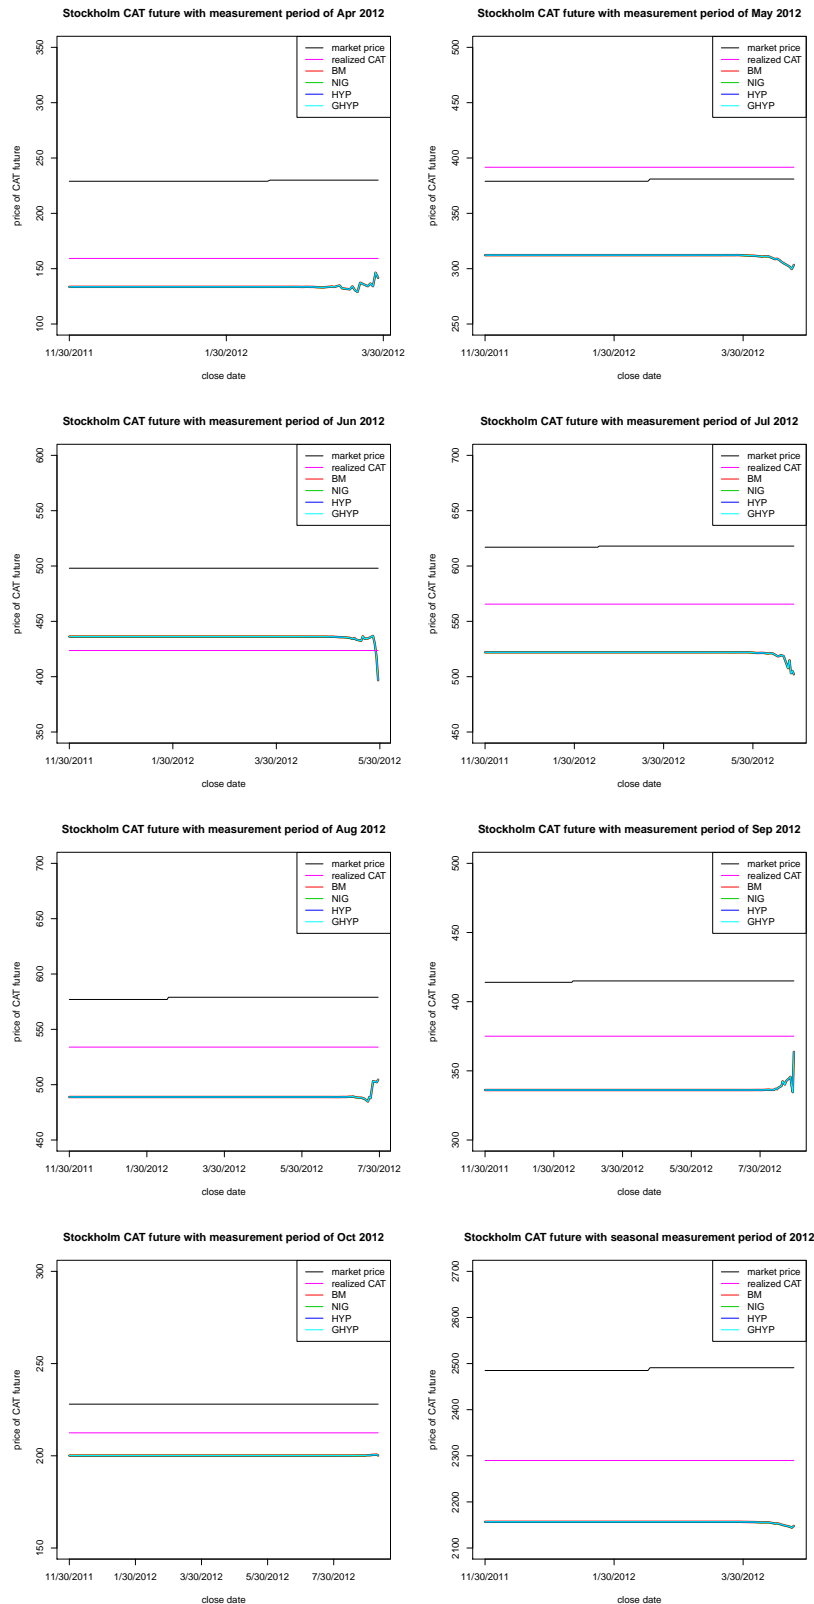 Stockholm CAT future with measurement period of Apr 2012
market price
realized CAT
BM
NIG
HYP
GHYP
350
300
250
200
150
100
price of CAT future
11/30/2011 1/30/2012 3/30/2012
close date
Stockholm CAT future with measurement period of May 2012
market price
realized CAT
BM
NIG
HYP
GHYP
500
450
400
350
300
250
price of CAT future
11/30/2011 1/30/2012 3/30/2012
close date
Stockholm CAT future with measurement period of Jun 2012
market price
realized CAT
BM
NIG
HYP
GHYP
600
550
500
450
400
350
price of CAT future
11/30/2011 1/30/2012 3/30/2012 5/30/2012
close date
Stockholm CAT future with measurement period of Jul 2012
market price
realized CAT
BM
NIG
HYP
GHYP
700
650
600
550
500
450
price of CAT future
11/30/2011 1/30/2012 3/30/2012 5/30/2012
close date
Stockholm CAT future with measurement period of Aug 2012
market price
realized CAT
BM
NIG
HYP
GHYP
700
650
600
550
500
450
price of CAT future
11/30/2011 1/30/2012 3/30/2012 5/30/2012 7/30/2012
close date
Stockholm CAT future with measurement period of Sep 2012
market price
realized CAT
BM
NIG
HYP
GHYP
500
450
400
350
300
price of CAT future
11/30/2011 1/30/2012 3/30/2012 5/30/2012 7/30/2012
close date
Stockholm CAT future with measurement period of Oct 2012
market price
realized CAT
BM
NIG
HYP
GHYP
300
250
200
150
price of CAT future
11/30/2011 1/30/2012 3/30/2012 5/30/2012 7/30/2012
close date
Stockholm CAT future with seasonal measurement period of 2012
market price
realized CAT
BM
NIG
HYP
GHYP
2700
2600
2500
2400
2300
2200
2100
price of CAT future
11/30/2011 1/30/2012 3/30/2012
close date